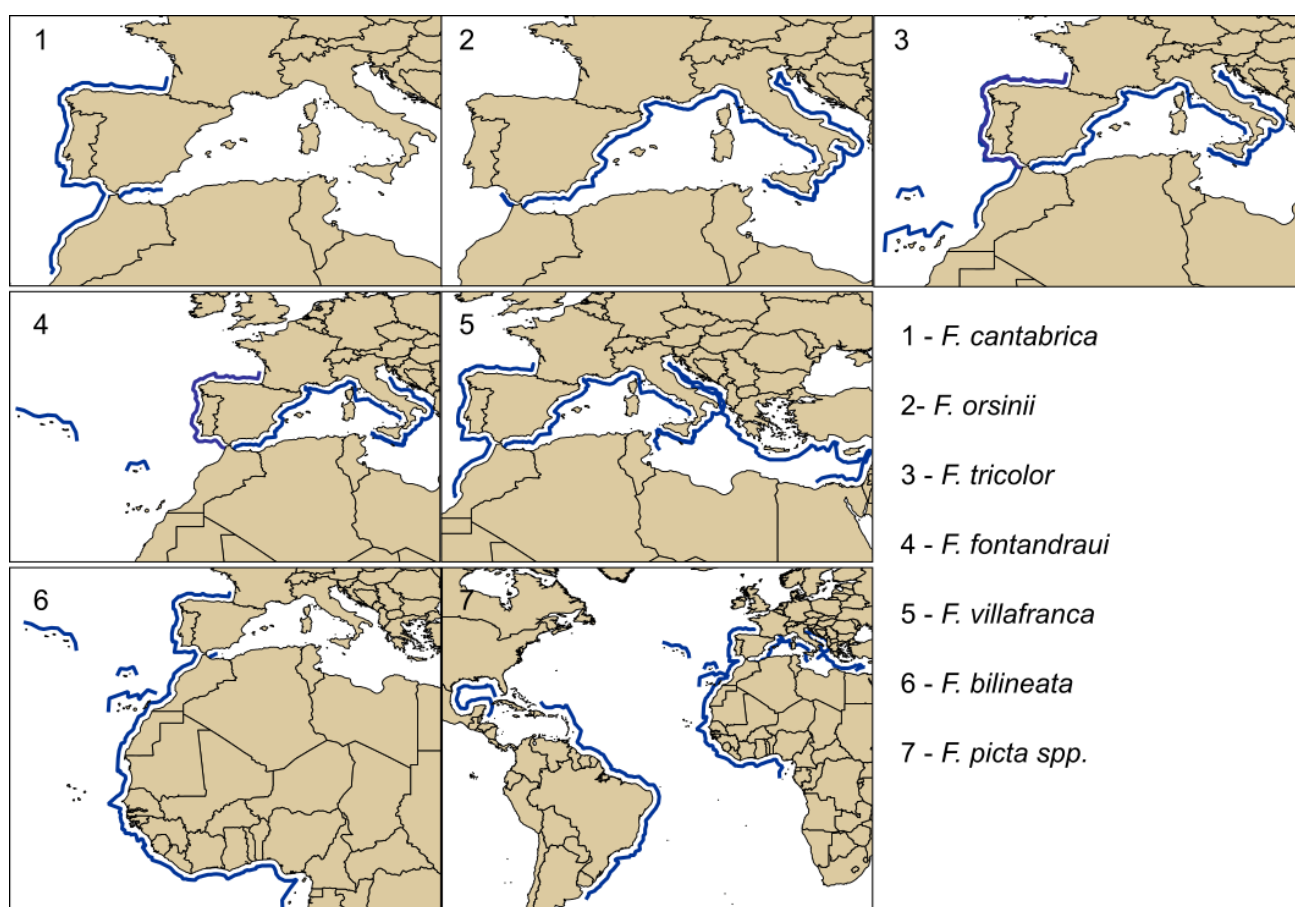 1
2
3
4
5
6
7
1 - F. cantabrica
2- F. orsinii
3 - F. tricolor
4 - F. fontandraui
5 - F. villafranca
6 - F. bilineata
7 - F. picta spp.